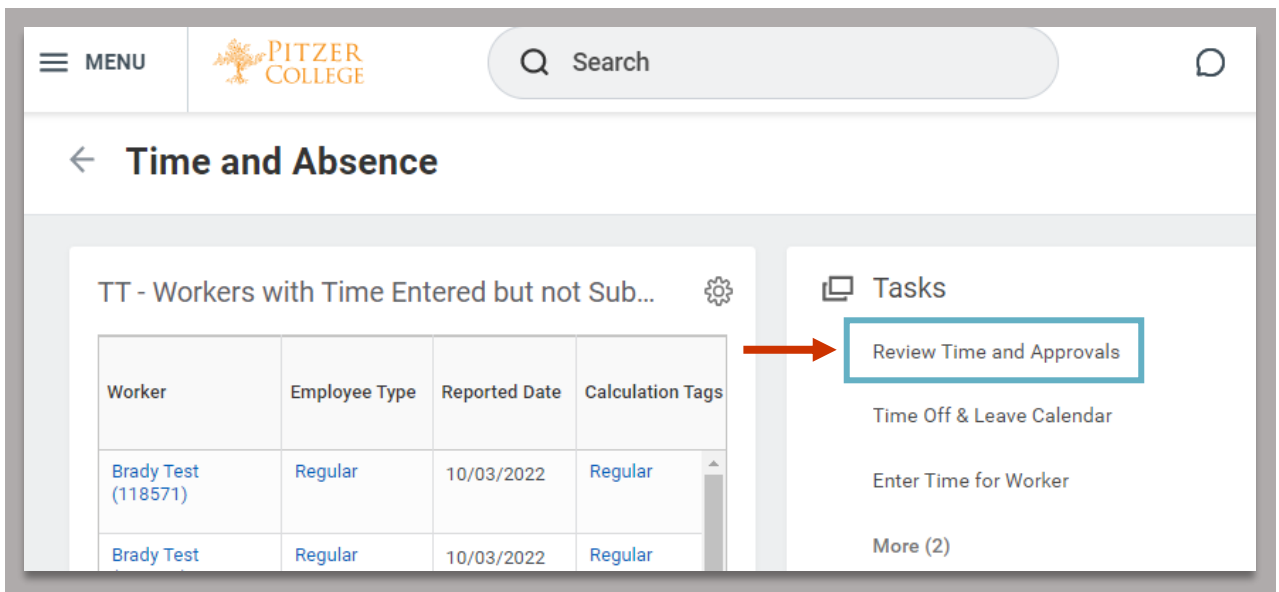 MENU
PITZER
COLLEGE
Search
Time and Absence
TT - Workers with Time Entered but not Sub...
Worker
Employee Type
Reported Date
Calculation Tags
Brady Test
(118571)
Regular
10/03/2022
Regular
Brady Test
Regular
10/03/2022
Regular
Tasks
Review Time and Approvals
Time Off & Leave Calendar
Enter Time for Worker
More (2)